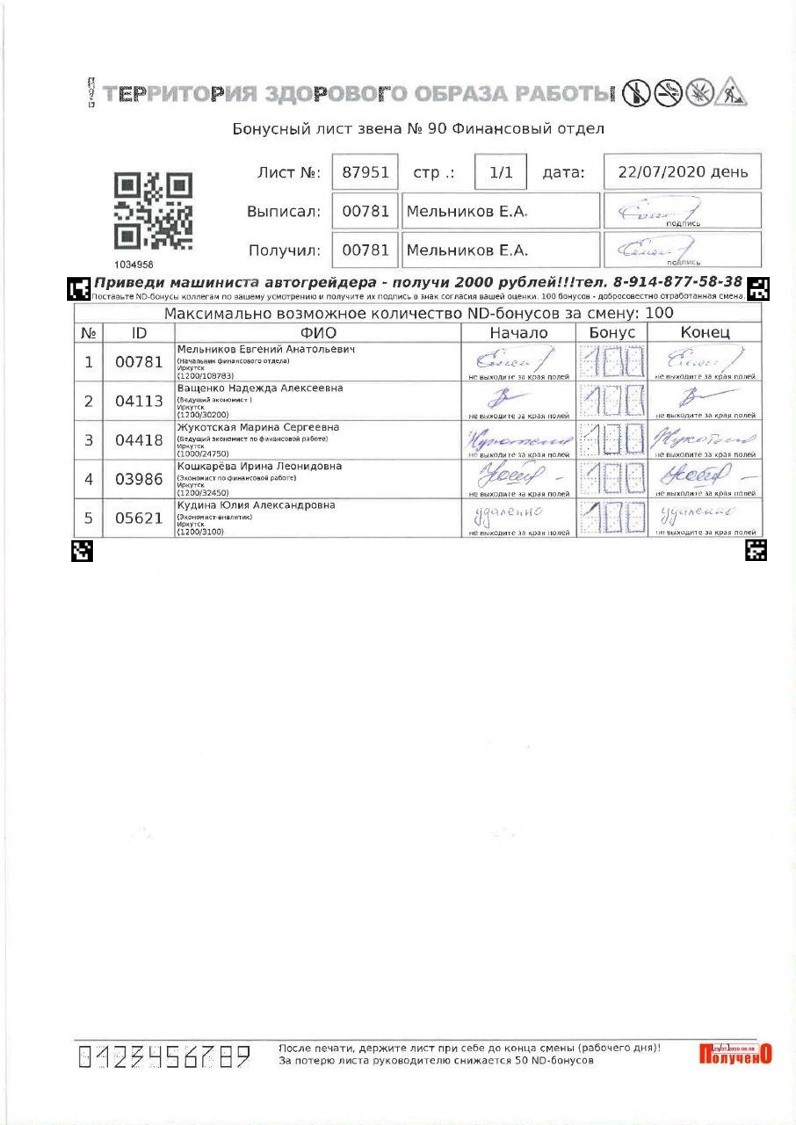 ТЕРРИТОРИЯ ЗДОРОВОГО ОБРАЗА РАБОТЫ
Бонусный лист звена № 90 Финансовый отдел
Лист №: 87951 стр .: 1/1 дата: 22/07/2020 день
Выписал: 00781 Мельников Е.А.
подпись
Получил: 00781 Мельников Е.А.
подпись
1034958
Приведи машиниста автогрейдера - получи 2000 рублей!!!тел. 8-914-877-58-38
Поставьте ND-бонусы коллегам по вашему усмотрению и получите их подпись в знак согласия вашей оценки. 100 бонусов - добросовестно отработанная смена.
Максимально возможное количество ND-бонусов за смену: 100
№ ID ФИО Начало Бонус Конец
1 00781 Мельников Евгений Анатольевич 100
(Начальник финансового отдела)
Иркутск
(1200/108783) не выходите за края полей не выходите за края полей
2 04113 Ващенко Надежда Алексеевна 100
(Ведущий экономист )
Иркутск
(1200/30200) не выходите за края полей не выходите за края полей
3 04418 Жукотская Марина Сергеевна 100
(Ведущий экономист по финансовой работе)
Иркутск
(1000/24750) не выходите за края полей не выходите за края полей
4 03986 Кошкарёва Ирина Леонидовна 100
(Экономист по финансовой работе)
Иркутск
(1200/32450) не выходите за края полей не выходите за края полей
5 05621 Кудина Юлия Александровна удаленно 100 удаленно
(Экономист-аналитик)
Иркутск
(1200/3100) не выходите за края полей не выходите за края полей
0123456789
После печати, держите лист при себе до конца смены (рабочего дня)!
За потерю листа руководителю снижается 50 ND-бонусов
ПолученО